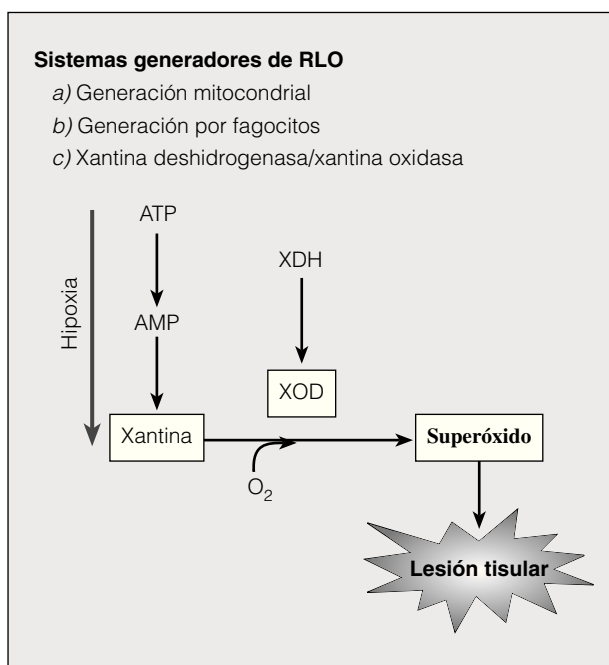 Sistemas generadores de RLO
a) Generación mitocondrial
b) Generación por fagocitos
c) Xantina deshidrogenasa/xantina oxidasa
Hipoxia
ATP
XDH
AMP
XOD
Xantina
Superóxido
O2
Lesión tisular